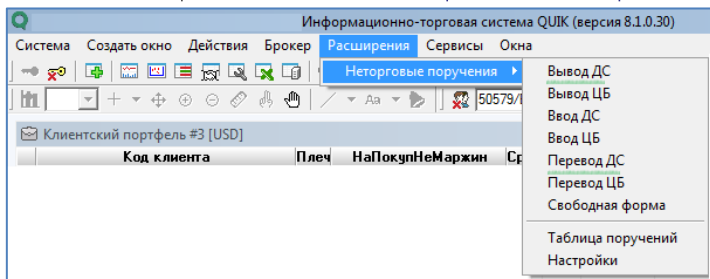 Информационно-торговая система QUIK (версия 8.1.0.30)
Система Создать окно Действия Брокер Расширения Сервисы Окна
Неторговые поручения
Вывод ДС
Вывод ЦБ
Ввод ДС
Ввод ЦБ
Перевод ДС
Перевод ЦБ
Свободная форма
Таблица поручений
Настройки
Aa
50579/
Клиентский портфель #3 [USD]
Код клиента Плеч НаПокупНеМаржин Ср